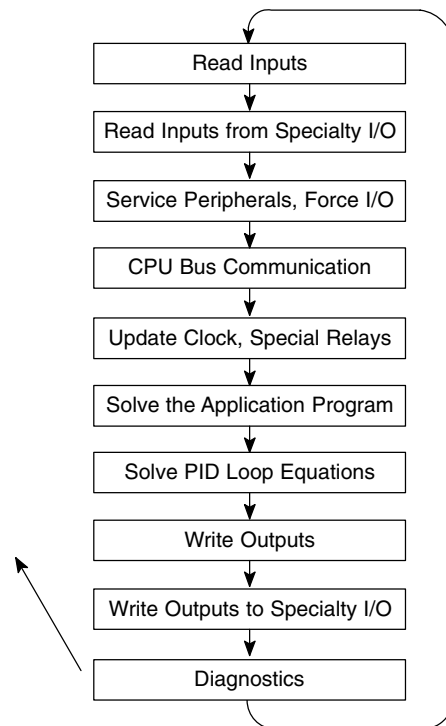 Read Inputs
Read Inputs from Specialty I/O
Service Peripherals, Force I/O
CPU Bus Communication
Update Clock, Special Relays
Solve the Application Program
Solve PID Loop Equations
Write Outputs
Write Outputs to Specialty I/O
Diagnostics